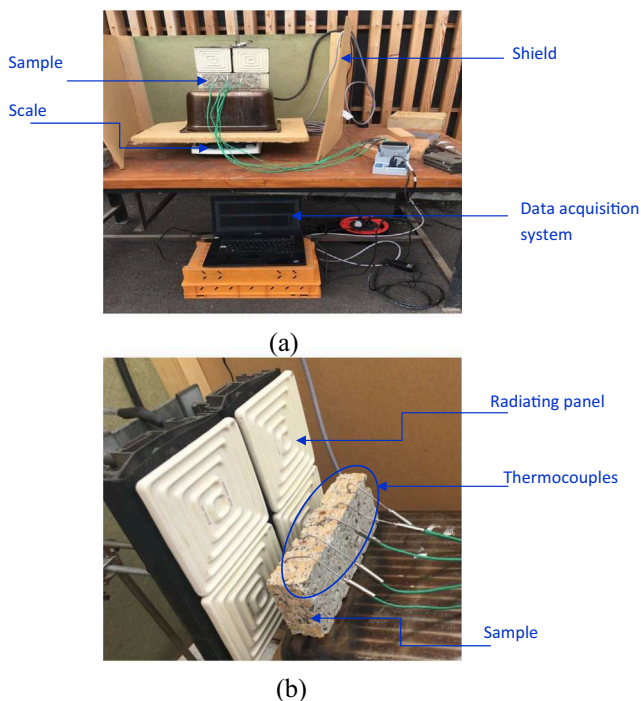 Sample
Shield
Scale
Data acquisition
system
(a)
Radiating panel
Thermocouples
Sample
(b)